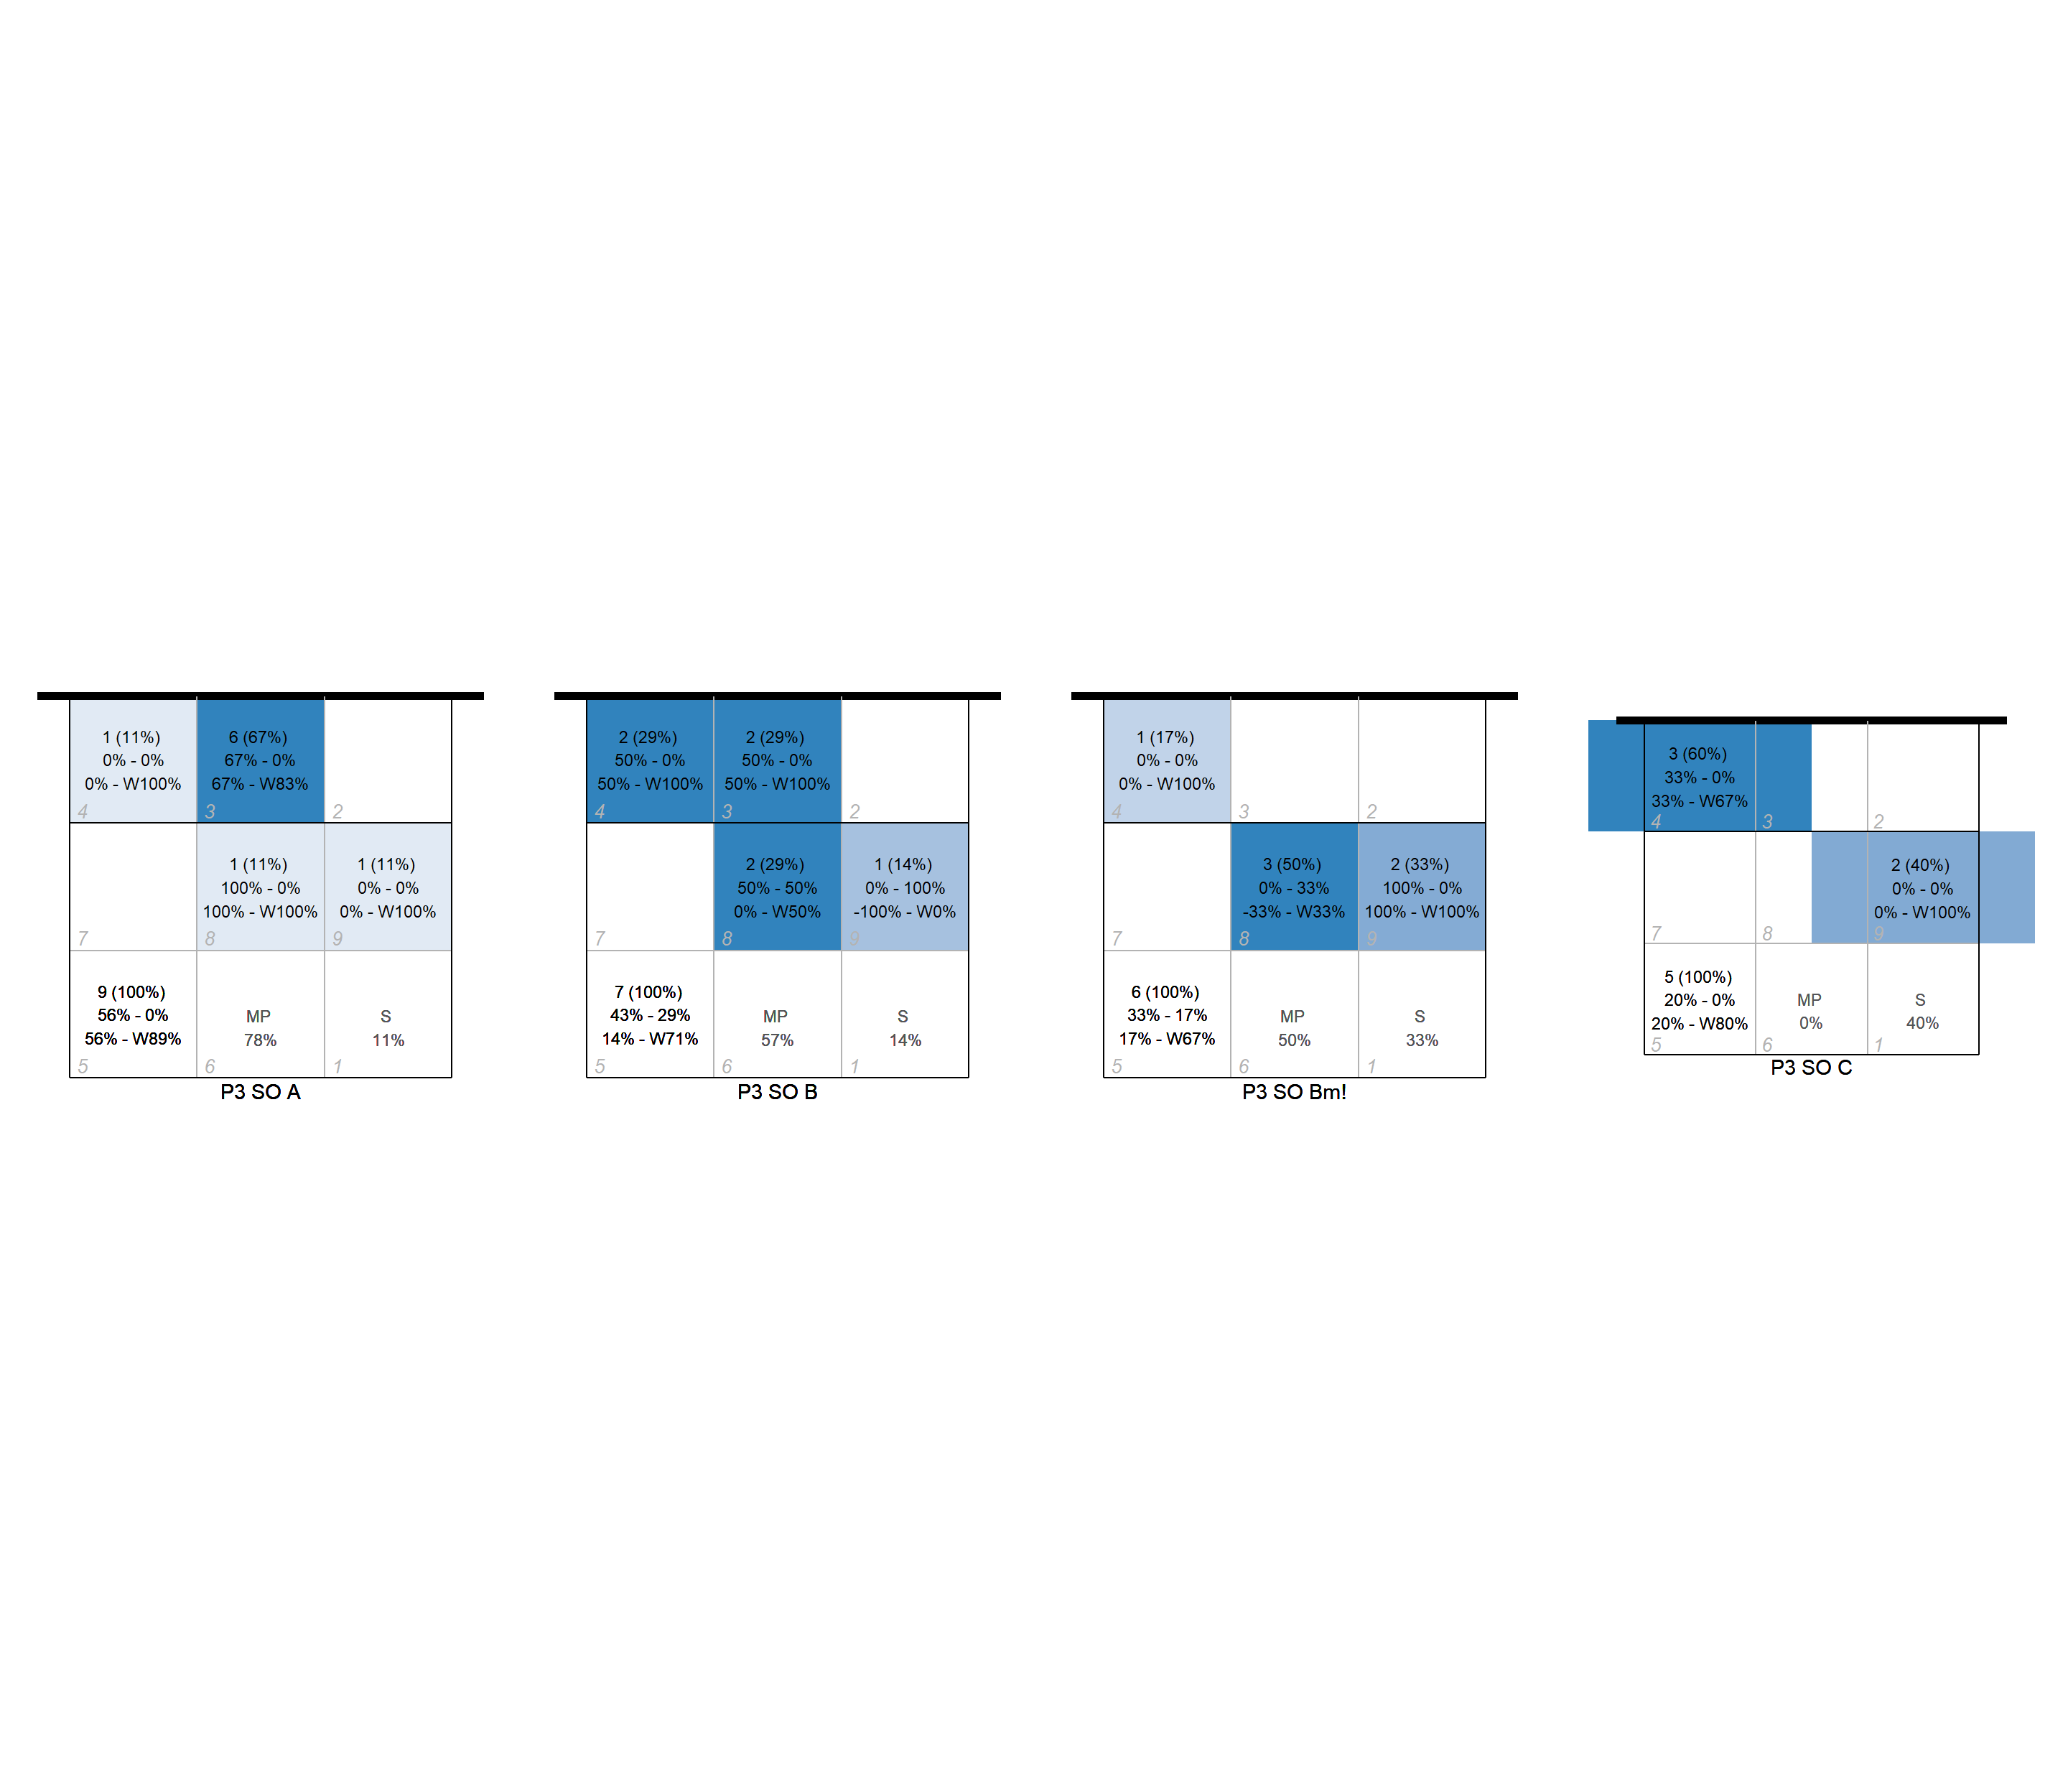 1 (11%)
0% - 0%
0% - W100%
4
6 (67%)
67% - 0%
67% - W83%
3
2
7
1 (11%)
100% - 0%
100% - W100%
8
1 (11%)
0% - 0%
0% - W100%
9
9 (100%)
56% - 0%
56% - W89%
5
MP
78%
6
S
11%
1
P3 SO A
2 (29%)
50% - 0%
50% - W100%
4
2 (29%)
50% - 0%
50% - W100%
3
2
7
2 (29%)
50% - 50%
0% - W50%
8
1 (14%)
0% - 100%
-100% - W0%
9
7 (100%)
43% - 29%
14% - W71%
5
MP
57%
6
S
14%
1
P3 SO B
1 (17%)
0% - 0%
0% - W100%
4
3
2
7
3 (50%)
0% - 33%
-33% - W33%
8
2 (33%)
100% - 0%
100% - W100%
9
6 (100%)
33% - 17%
17% - W67%
5
MP
50%
6
S
33%
1
P3 SO Bm!
3 (60%)
33% - 0%
33% - W67%
4
3
2
7
8
2 (40%)
0% - 0%
0% - W100%
9
5 (100%)
20% - 0%
20% - W80%
5
MP
0%
6
S
40%
1
P3 SO C